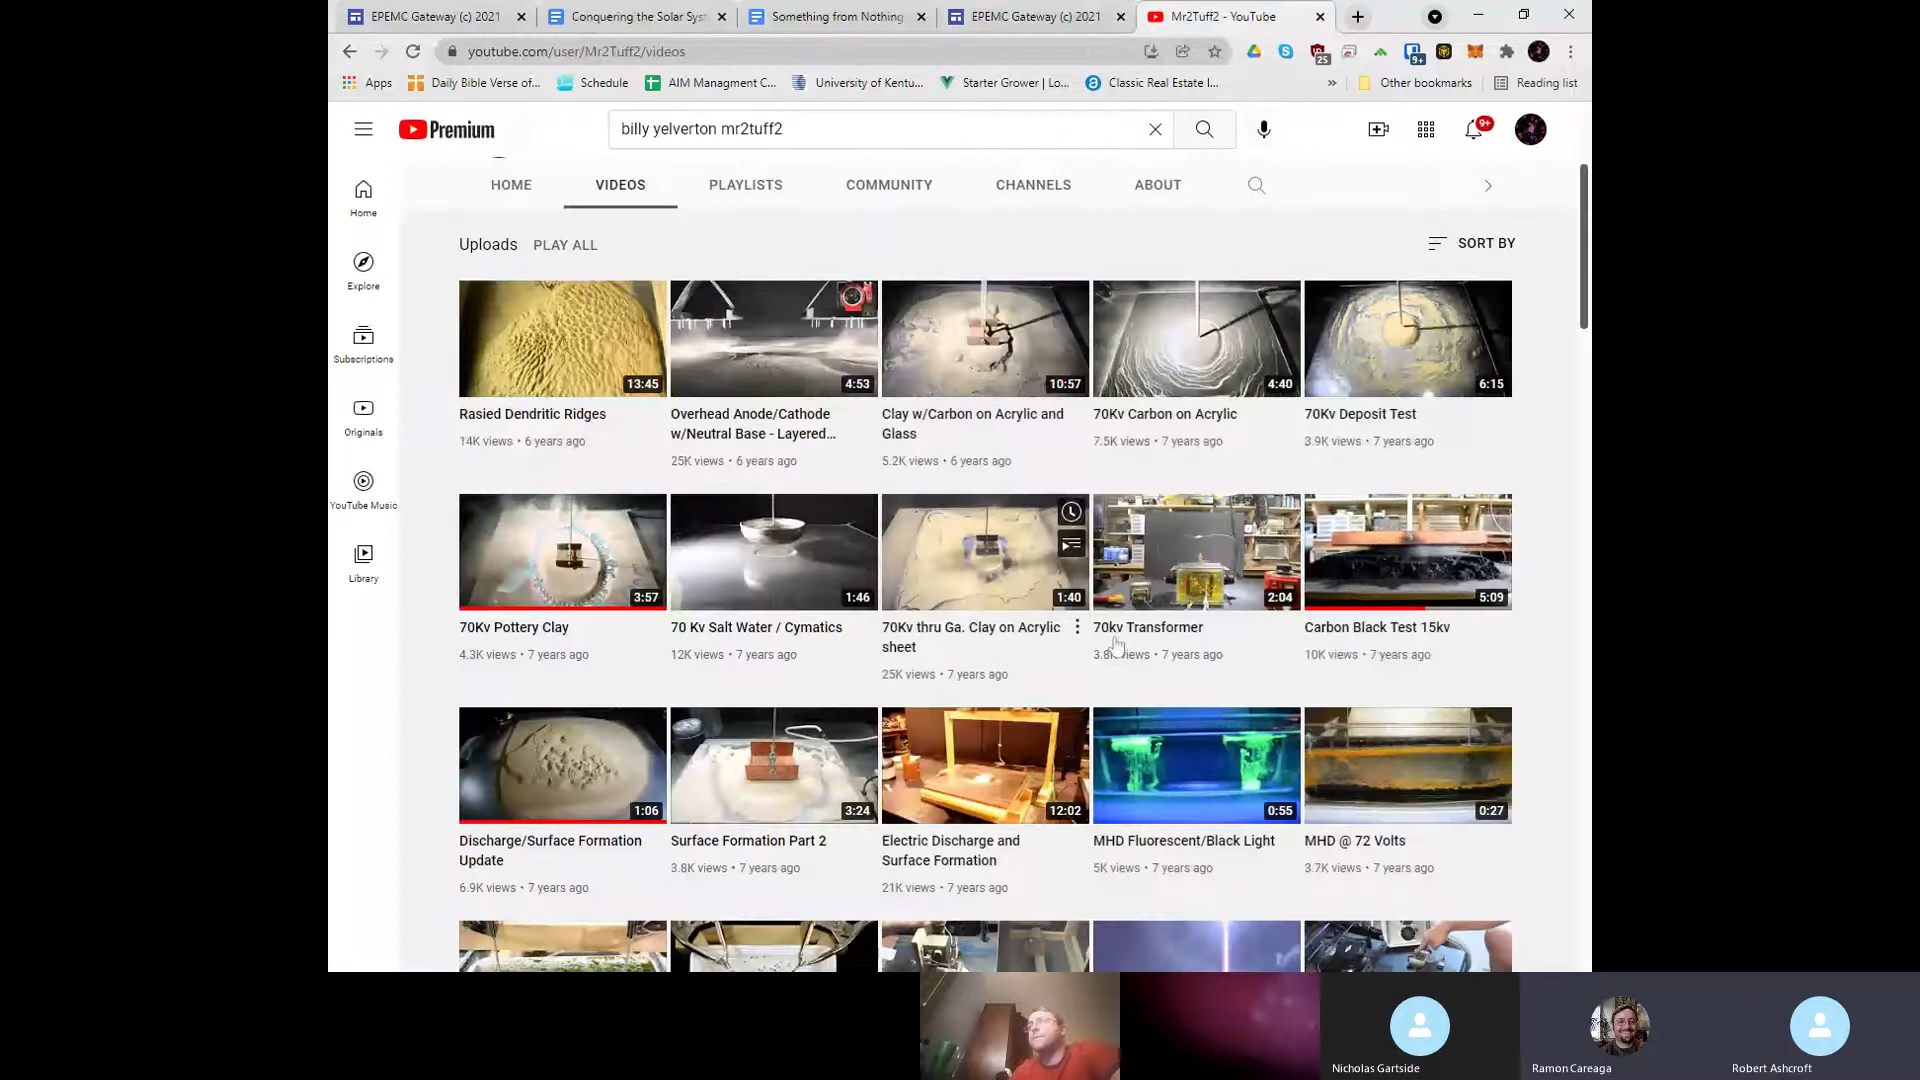 EPEMC Gateway (c) 2021
Conquering the Solar Syst
Something from Nothing
EPEMC Gateway (c) 2021
Mr2Tuff2 - YouTube
youtube.com/user/Mr2Tuff2/videos
25
9+
Apps
Daily Bible Verse of...
Schedule
AIM Managment C...
University of Kentu...
Starter Grower | Lo...
Classic Real Estate I...
»
Other bookmarks
Reading list
Premium
billy yelverton mr2tuff2
9+
HOME
VIDEOS
PLAYLISTS
COMMUNITY
CHANNELS
ABOUT
Home
Explore
Subscriptions
Originals
YouTube Music
Library
Uploads
PLAY ALL
SORT BY
13:45
4:53
10:57
4:40
6:15
Rasied Dendritic Ridges
14K views • 6 years ago
Overhead Anode/Cathode
w/Neutral Base - Layered...
25K views • 6 years ago
Clay w/Carbon on Acrylic and
Glass
5.2K views • 6 years ago
70Kv Carbon on Acrylic
7.5K views • 7 years ago
70Kv Deposit Test
3.9K views • 7 years ago
3:57
1:46
1:40
2:04
5:09
70Kv Pottery Clay
4.3K views • 7 years ago
70 Kv Salt Water / Cymatics
12K views • 7 years ago
70Kv thru Ga. Clay on Acrylic
sheet
25K views • 7 years ago
70kv Transformer
3.8K views • 7 years ago
Carbon Black Test 15kv
10K views • 7 years ago
1:06
3:24
12:02
0:55
0:27
Discharge/Surface Formation
Update
6.9K views • 7 years ago
Surface Formation Part 2
3.8K views • 7 years ago
Electric Discharge and
Surface Formation
21K views • 7 years ago
MHD Fluorescent/Black Light
5K views • 7 years ago
MHD @ 72 Volts
3.7K views • 7 years ago
Nicholas Gartside
Ramon Careaga
Robert Ashcroft